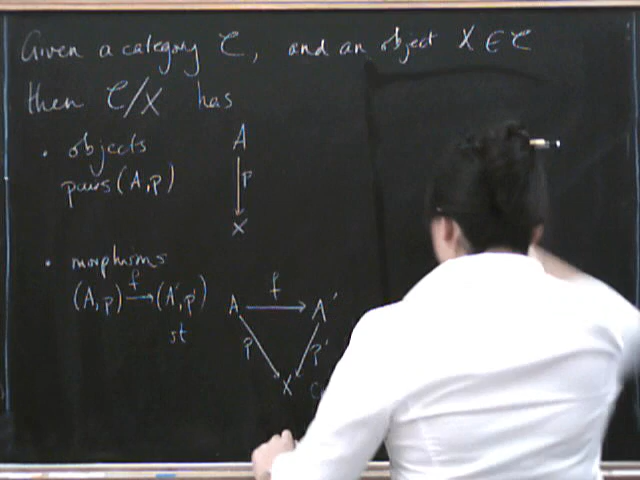 Given a category C, and an object X ∈ C
then C/X has
· objects
pairs (A, p)
A
p
X
· morphisms
(A, p) f→ (A', p')
st
f
A → A'
p p'
X